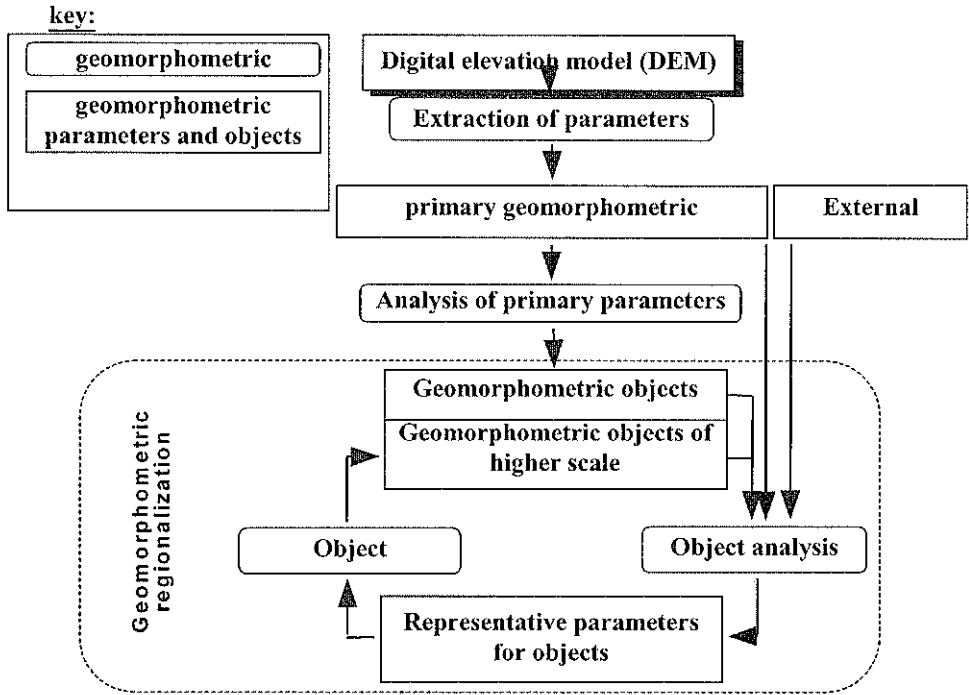 key:
geomorphometric
geomorphometric
parameters and objects
Digital elevation model (DEM)
Extraction of parameters
primary geomorphometric
External
Analysis of primary parameters
Geomorphometric
regionalization
Geomorphometric objects
Geomorphometric objects of
higher scale
Object
Object analysis
Representative parameters
for objects